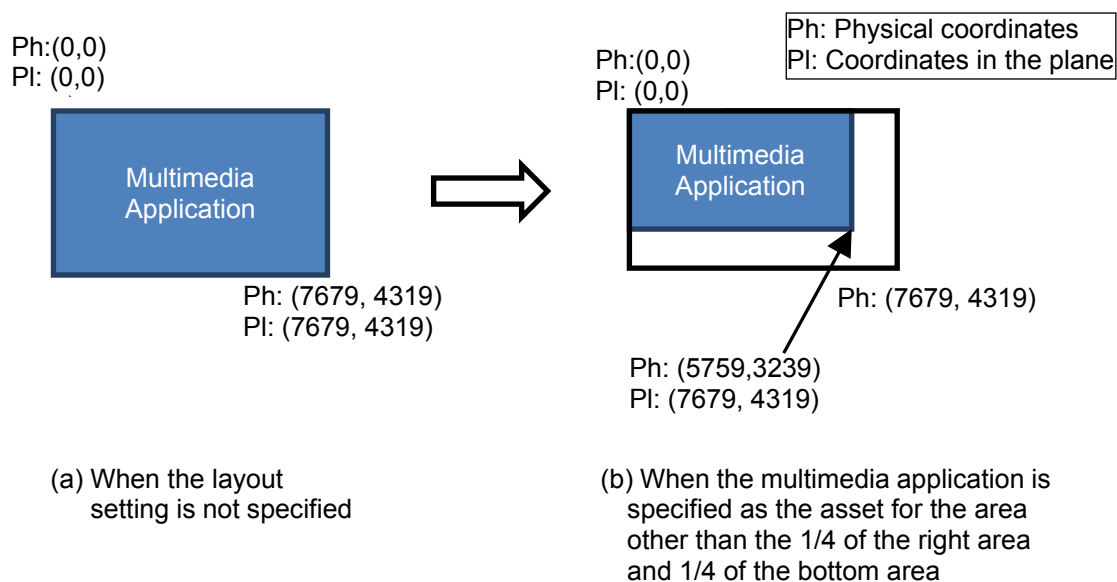 Ph: Physical coordinates
Pl: Coordinates in the plane
Ph:(0,0)
Pl: (0,0)
Multimedia
Application
Ph: (7679, 4319)
Pl: (7679, 4319)
Ph:(0,0)
Pl: (0,0)
Multimedia
Application
Ph: (7679, 4319)
Ph: (5759,3239)
Pl: (7679, 4319)
(a) When the layout
setting is not specified
(b) When the multimedia application is
specified as the asset for the area
other than the 1/4 of the right area
and 1/4 of the bottom area